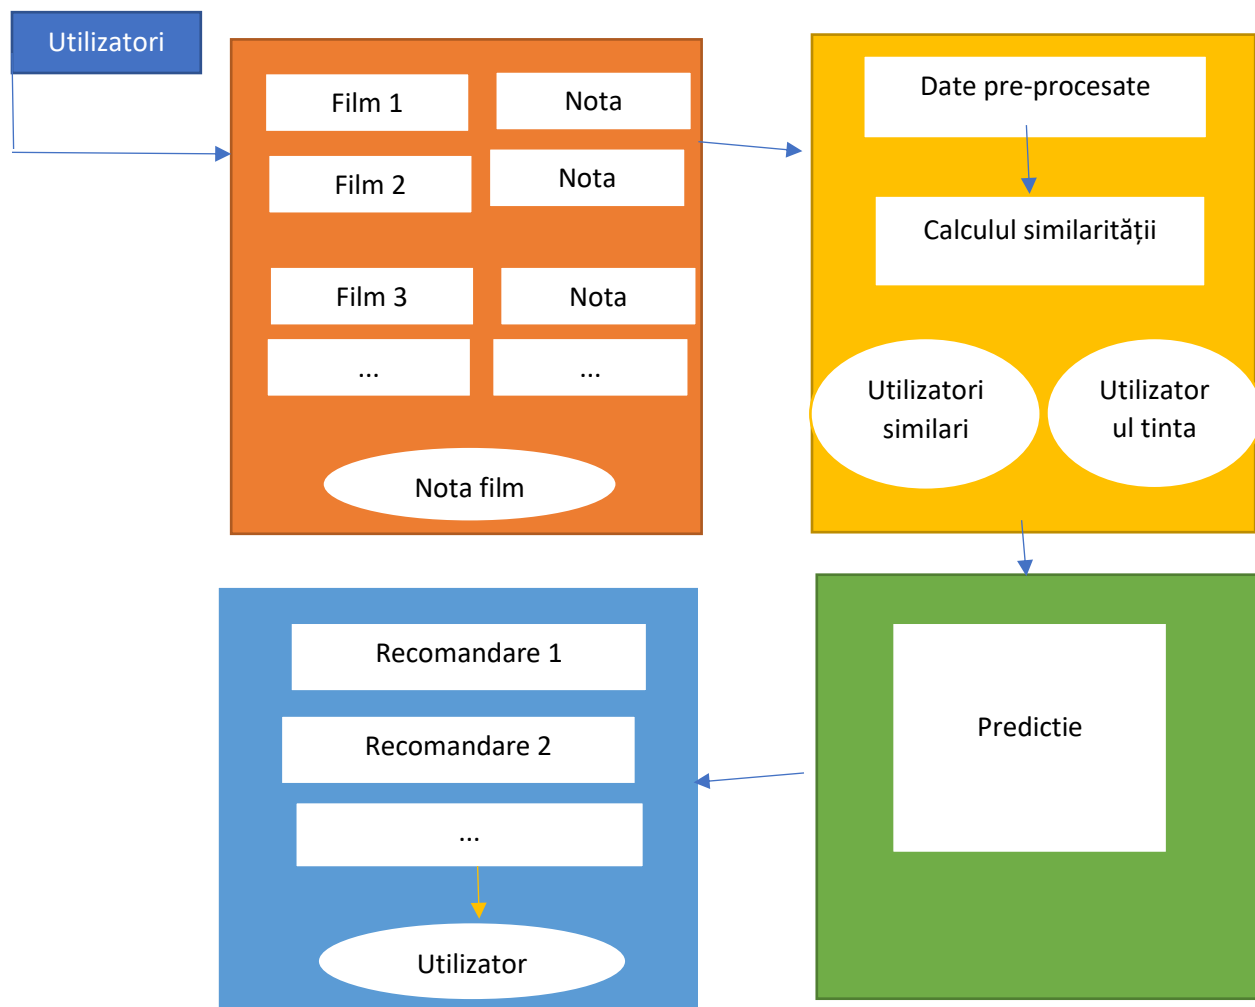 Utilizatori
Film 1
Nota
Film 2
Nota
Film 3
Nota
...
...
Nota film
Date pre-procesate
Calculul similarității
Utilizatori
similari
Utilizator
ul tinta
Predictie
Recomandare 1
Recomandare 2
...
Utilizator